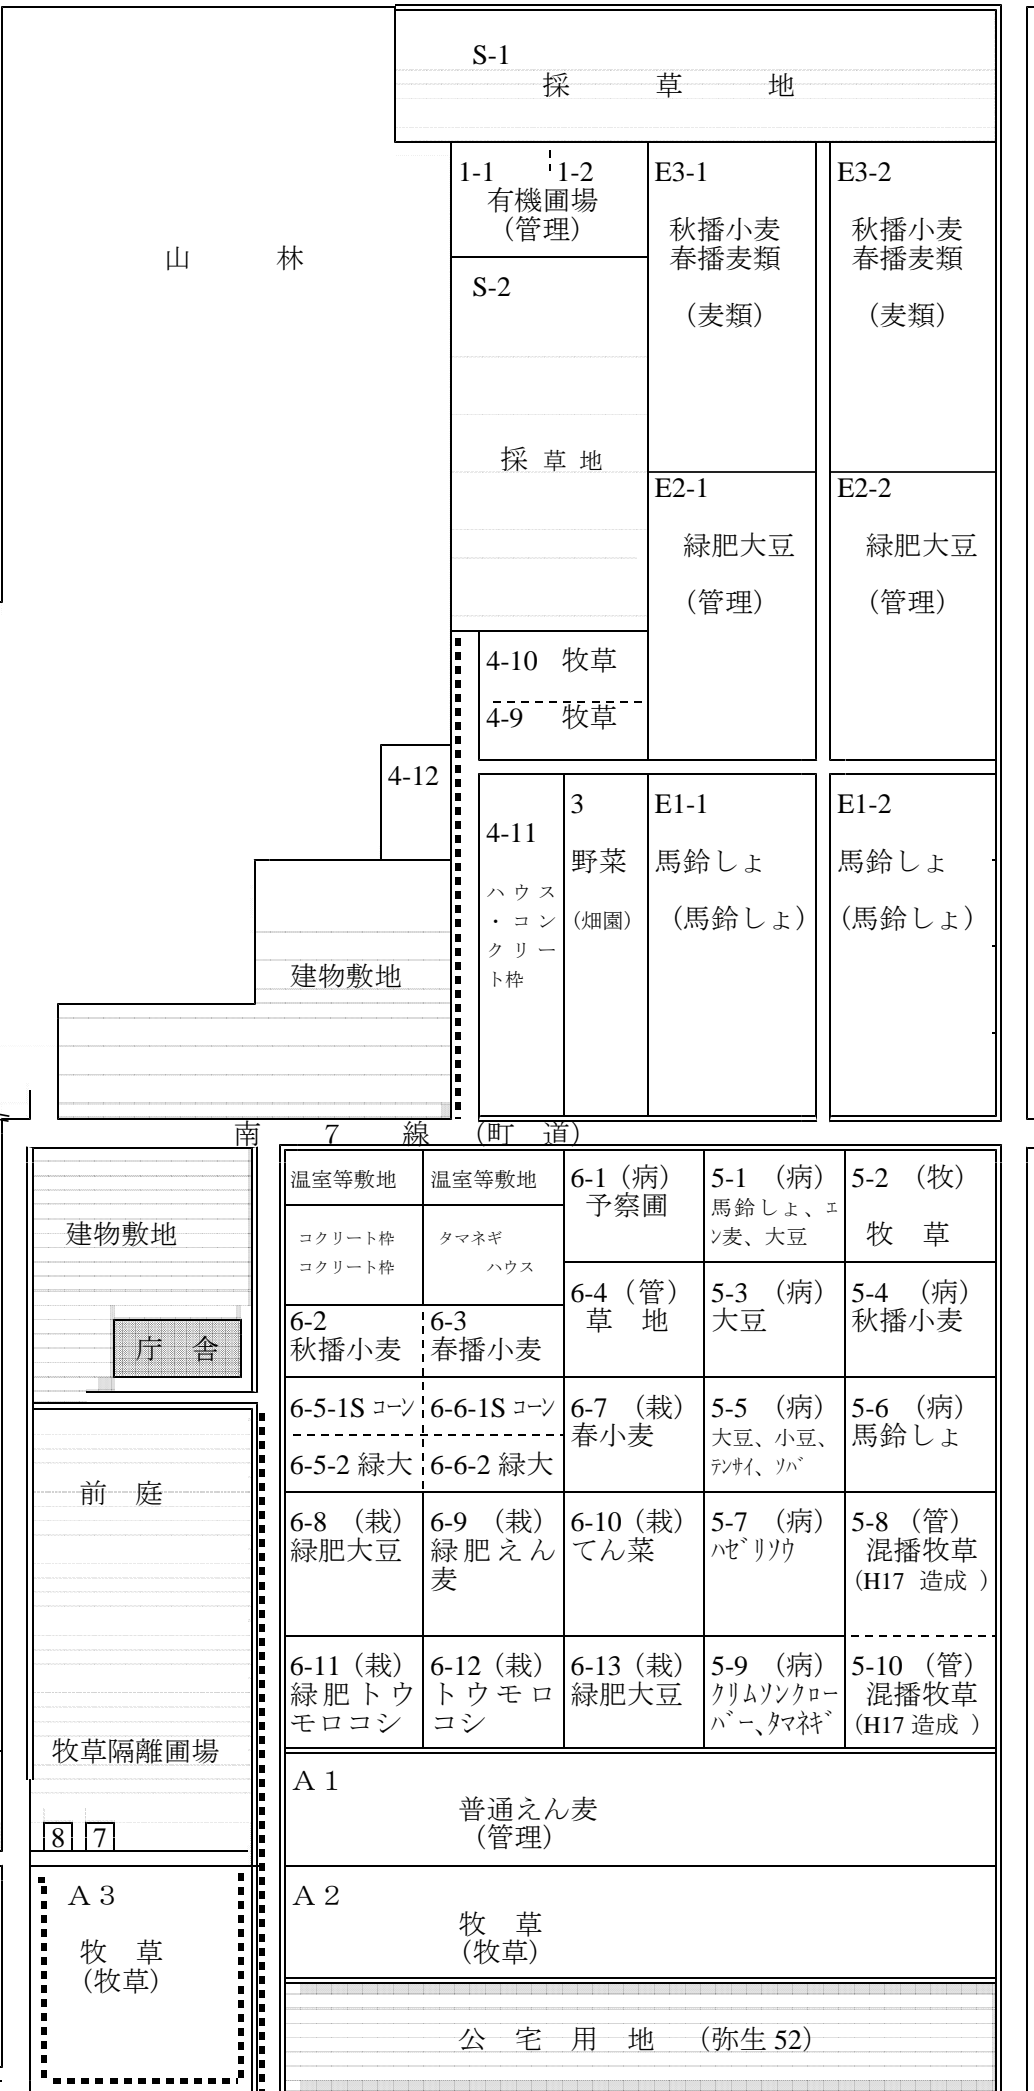 S-1
採 草 地
1-1 1-2
有機圃場
(管理)
E3-1
秋播小麦
春播麦類
(麦類)
E3-2
秋播小麦
春播麦類
(麦類)
山 林
S-2
採 草 地
E2-1
緑肥大豆
(管理)
E2-2
緑肥大豆
(管理)
4-10 牧草
4-9 牧草
4-12
4-11
ハウス
・コン
クリー
ト枠
3
野菜
(畑園)
E1-1
馬鈴しょ
(馬鈴しょ)
E1-2
馬鈴しょ
(馬鈴しょ)
建物敷地
南 7 線 (町 道)
建物敷地
庁 舎
温室等敷地
温室等敷地
コクリート枠
コクリート枠
タマネギ
ハウス
6-1 (病)
予察圃
5-1 (病)
馬鈴しょ、エ
ン麦、大豆
5-2 (牧)
牧 草
6-2
秋播小麦
6-3
春播小麦
6-4 (管)
草 地
5-3 (病)
大豆
5-4 (病)
秋播小麦
6-5-1S コーン
6-5-2 緑大
6-6-1S コーン
6-6-2 緑大
6-7 (栽)
春小麦
5-5 (病)
大豆、小豆、
テンサイ、ソバ
5-6 (病)
馬鈴しょ
6-8 (栽)
緑肥大豆
6-9 (栽)
緑肥えん
麦
6-10 (栽)
てん菜
5-7 (病)
ハゼリソウ
5-8 (管)
混播牧草
(H17 造成 )
6-11 (栽)
緑肥トウ
モロコシ
6-12 (栽)
トウモロ
コシ
6-13 (栽)
緑肥大豆
5-9 (病)
クリムソンクロー
バー、タマネギ
5-10 (管)
混播牧草
(H17 造成 )
前 庭
牧草隔離圃場
8 7
A 3
牧 草
(牧草)
A 1
普通えん麦
(管理)
A 2
牧 草
(牧草)
公 宅 用 地 (弥生 52)